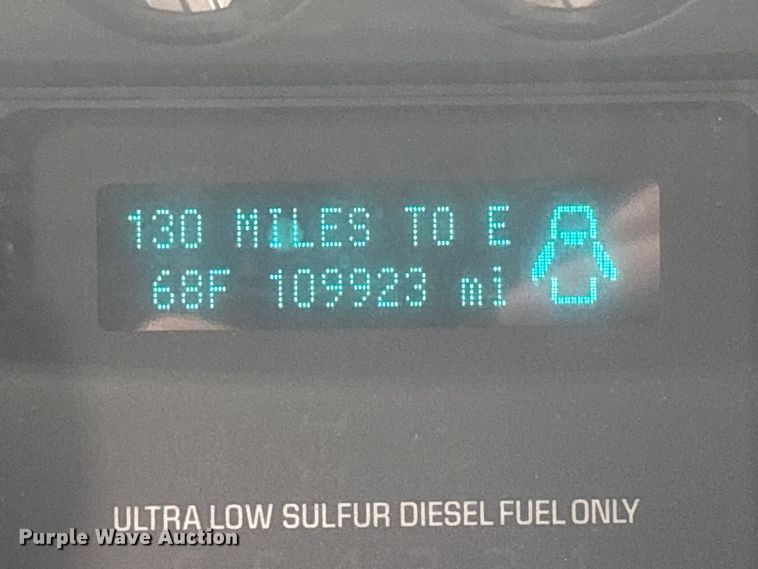 130 MILES TO E
68F 109923 mi
ULTRA LOW SULFUR DIESEL FUEL ONLY
Purple Wave Auction